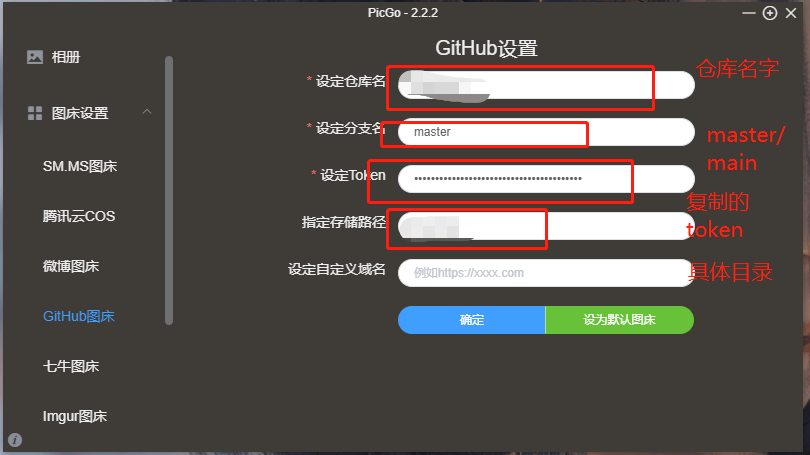 PicGo - 2.2.2
相册
图床设置
SM.MS图床
腾讯云COS
微博图床
GitHub图床
七牛图床
Imgur图床
GitHub设置
* 设定仓库名
仓库名字
* 设定分支名
master
master/
main
* 设定Token
••••••••••••••••••••••••••••••••••••••••
复制的
token
指定存储路径
具体目录
设定自定义域名
例如https://xxxx.com
确定
设为默认图床